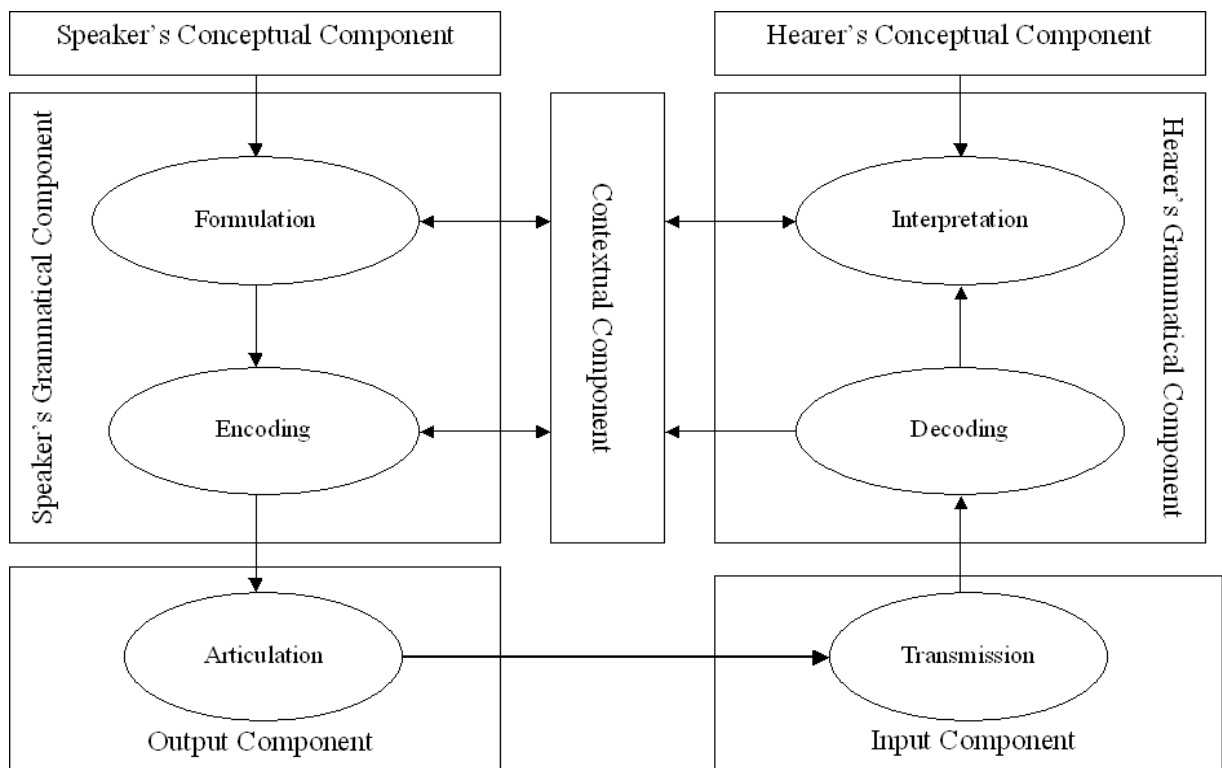 Speaker’s Conceptual Component
Hearer’s Conceptual Component
Speaker’s Grammatical Component
Formulation
Contextual Component
Interpretation
Hearer’s Grammatical Component
Encoding
Decoding
Articulation
Transmission
Output Component
Input Component